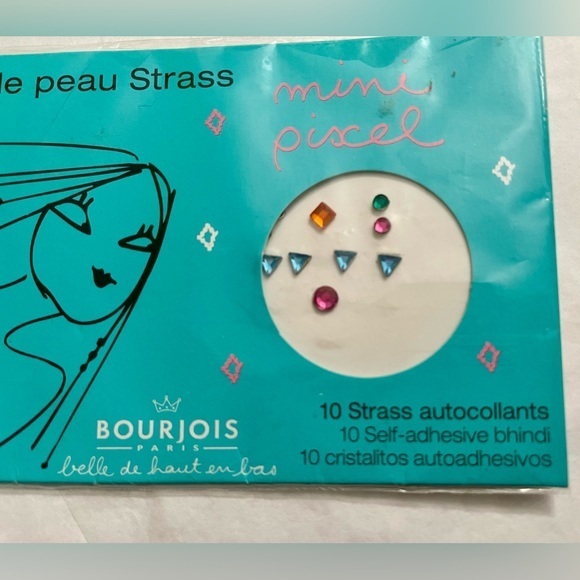 de peau Strass
mini
pixel
10 Strass autocollants
10 Self-adhesive bhindi
10 cristalitos autoadhesivos
BOURJOIS
PARIS
belle de haut en bas